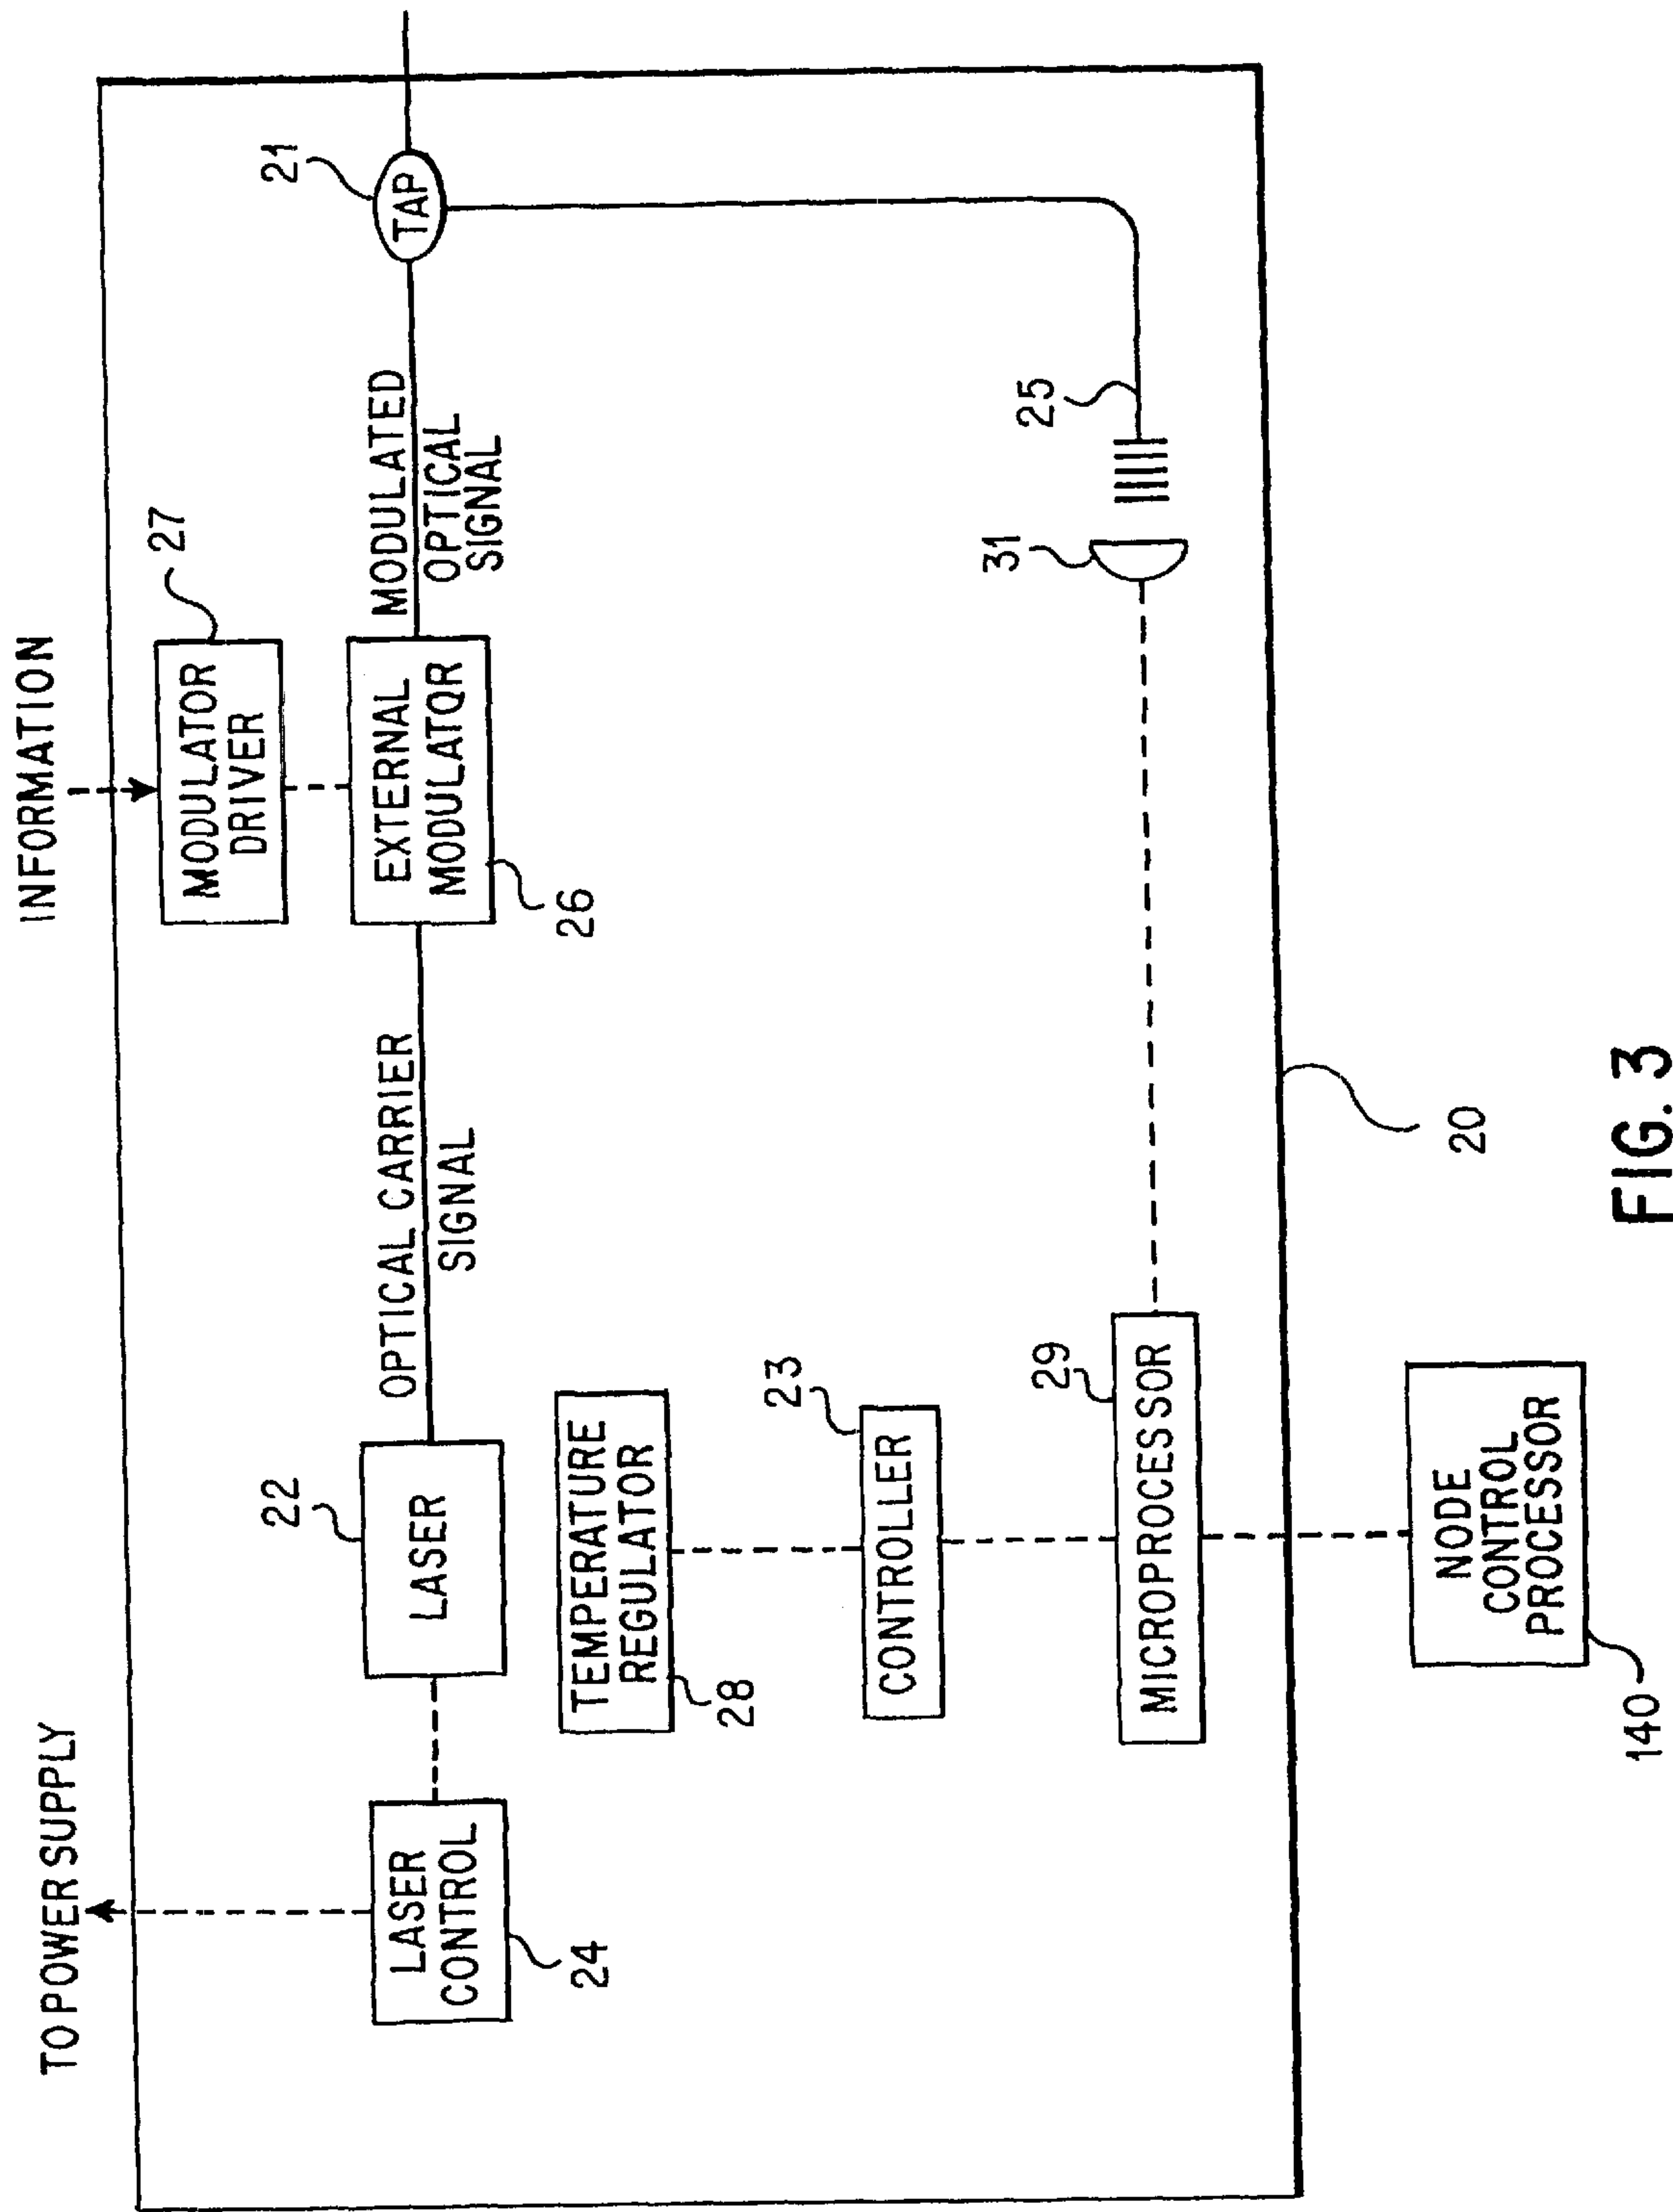 TO POWER SUPPLY
INFORMATION
27
MODULATOR
DRIVER
21
TAP
22
LASER
OPTICAL CARRIER
SIGNAL
EXTERNAL
MODULATOR
26
MODULATED
OPTICAL
SIGNAL
LASER
CONTROL
24
TEMPERATURE
REGULATOR
28
23
CONTROLLER
31
25
29
MICROPROCESSOR
NODE
CONTROL
PROCESSOR
140
20
FIG. 3